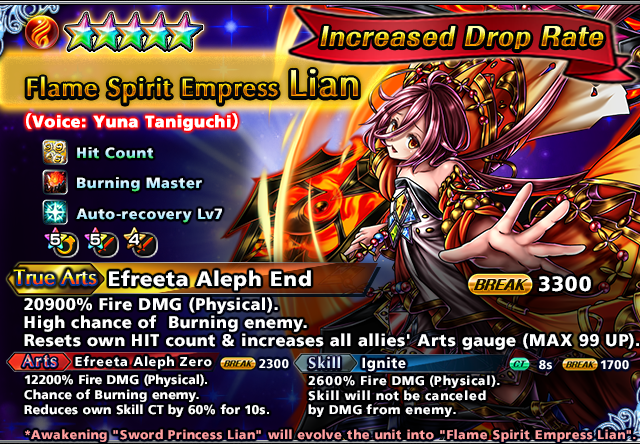 Increased Drop Rate
Flame Spirit Empress Lian
(Voice: Yuna Taniguchi)
Hit Count
Burning Master
Auto-recovery Lv7
5 5 4
True Arts Efreeta Aleph End BREAK 3300
20900% Fire DMG (Physical).
High chance of Burning enemy.
Resets own HIT count & increases all allies' Arts gauge (MAX 99 UP).
Arts Efreeta Aleph Zero BREAK 2300
12200% Fire DMG (Physical).
Chance of Burning enemy.
Reduces own Skill CT by 60% for 10s.
Skill Ignite CT 8s BREAK 1700
2600% Fire DMG (Physical).
Skill will not be canceled
by DMG from enemy.
*Awakening "Sword Princess Lian" will evolve the unit into "Flame Spirit Empress Lian"